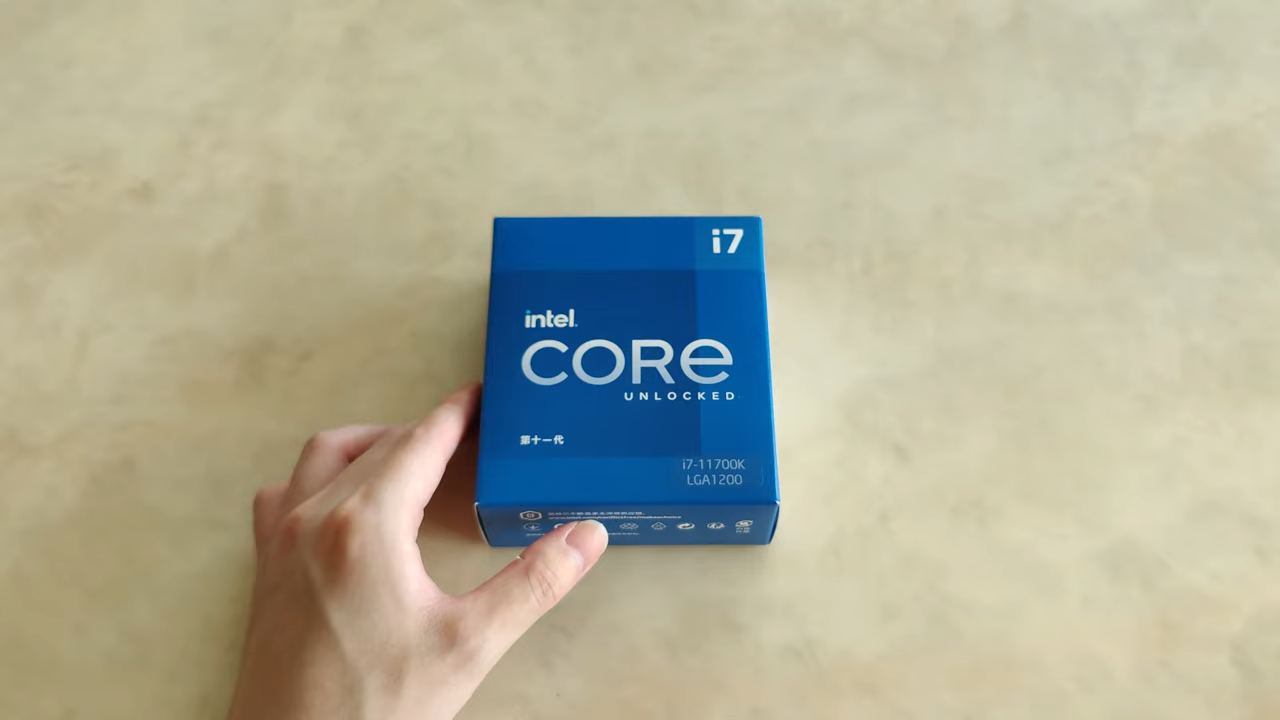 i7
intel
CORE
UNLOCKED
第十一代
i7-11700K
LGA1200